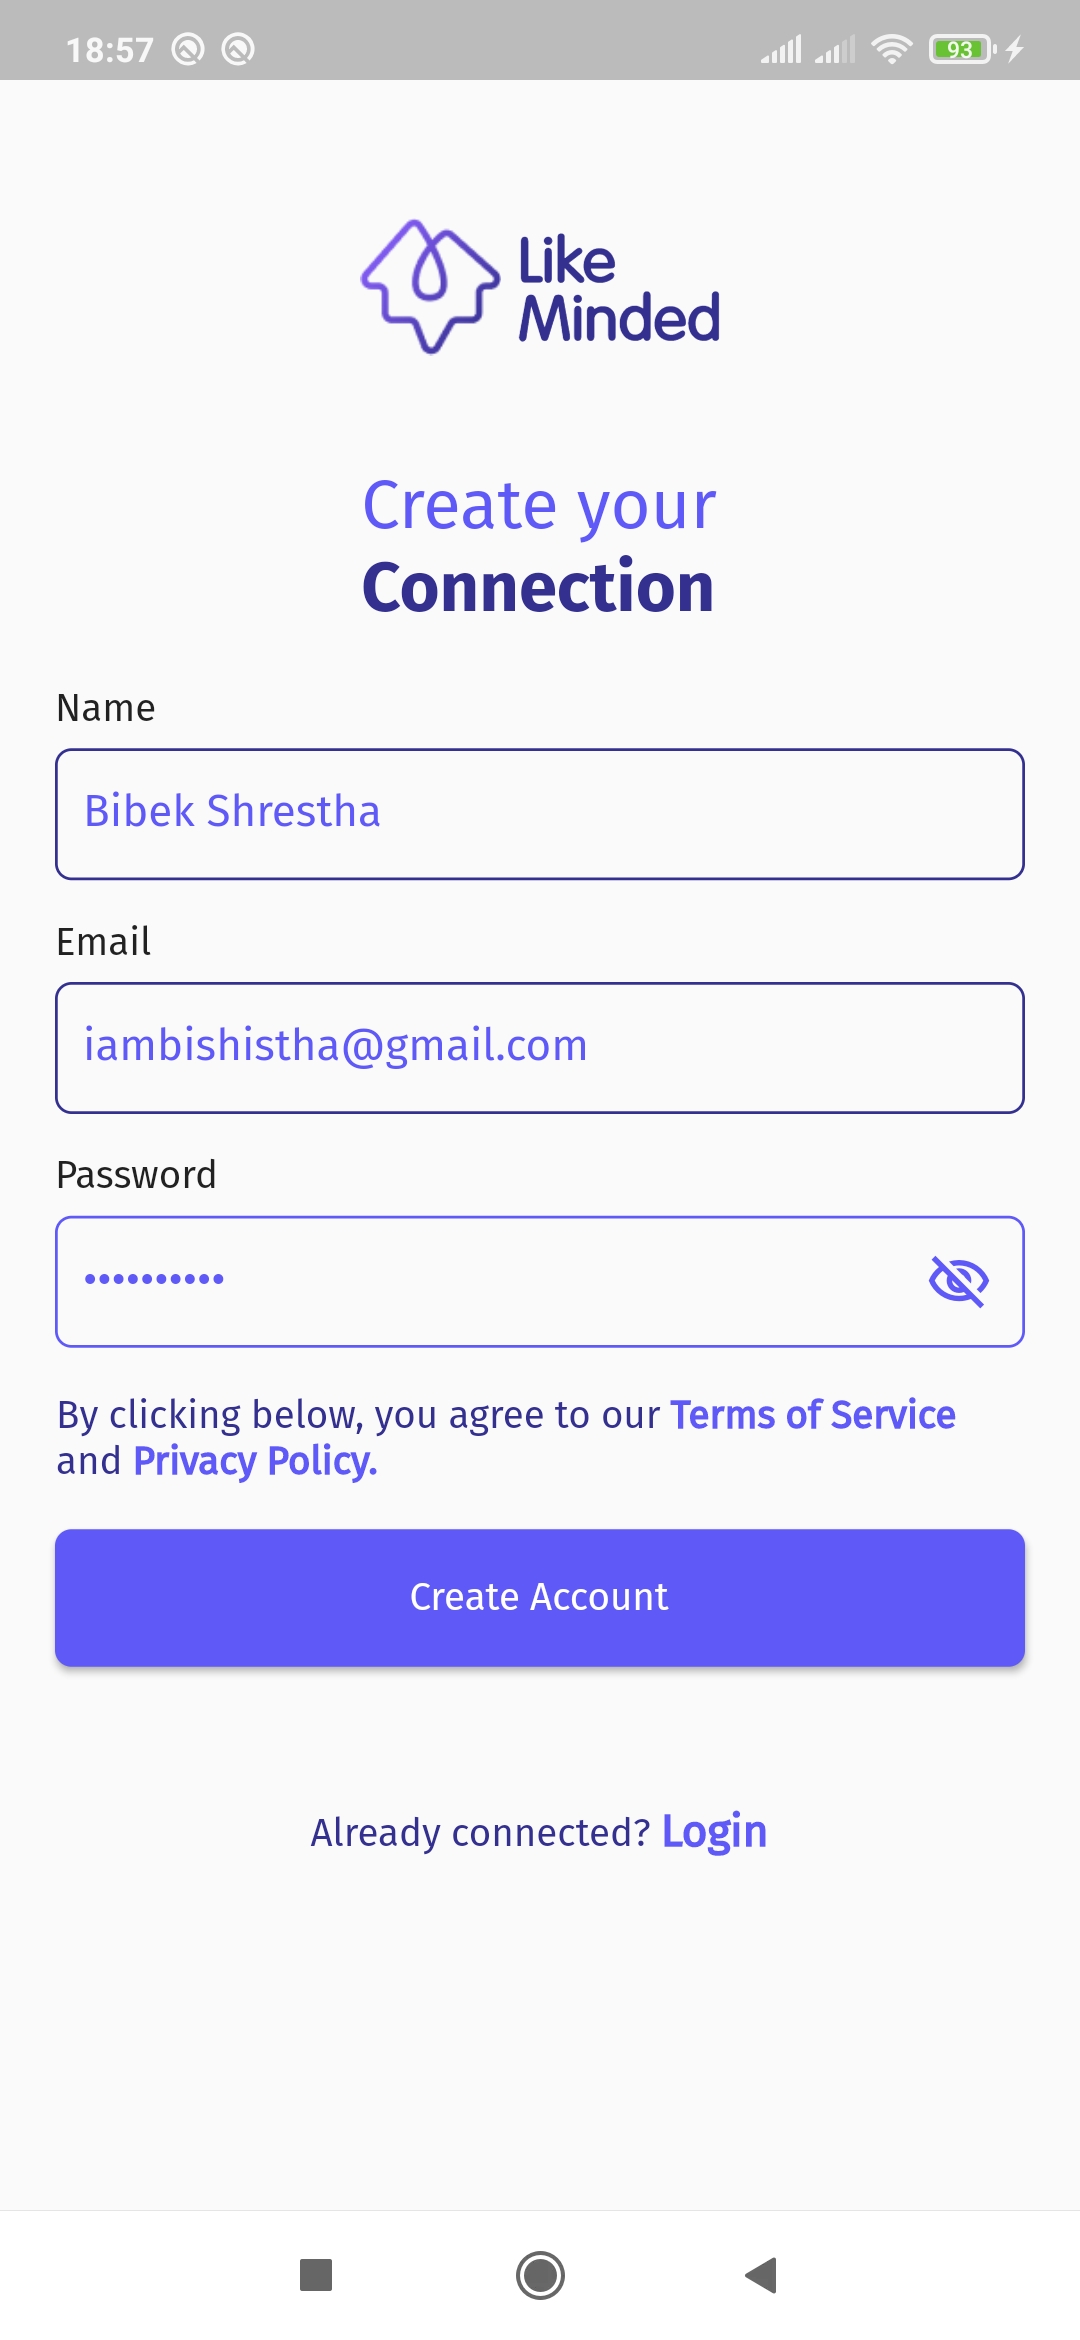 18:57
93
Like
Minded
Create your
Connection
Name
Bibek Shrestha
Email
iambishistha@gmail.com
Password
••••••••••
By clicking below, you agree to our Terms of Service
and Privacy Policy.
Create Account
Already connected? Login